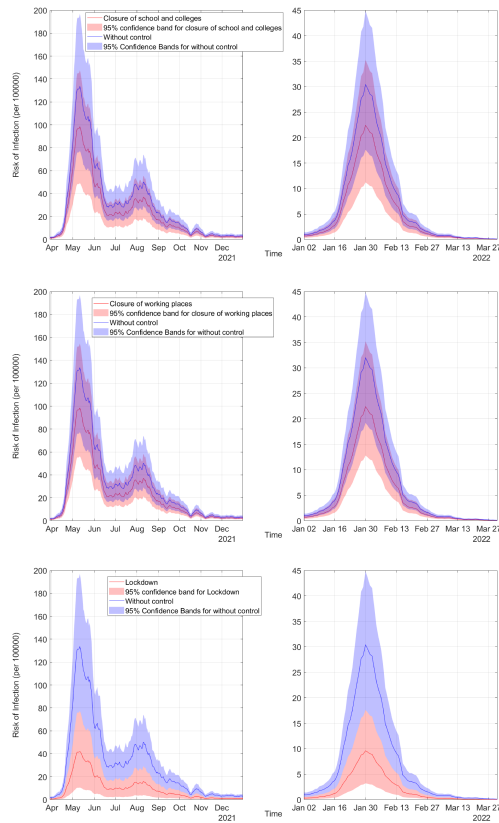 200
180
160
140
120
100
80
60
40
20
0
Risk of Infection (per 100000)
Closure of school and colleges
95% confidence band for closure of school and colleges
Without control
95% Confidence Bands for without control
Apr May Jun Jul Aug Sep Oct Nov Dec
2021
45
40
35
30
25
20
15
10
5
0
Jan 02 Jan 16 Jan 30 Feb 13 Feb 27 Mar 13 Mar 27
2022
Time
200
180
160
140
120
100
80
60
40
20
0
Risk of Infection (per 100000)
Closure of working places
95% confidence band for closure of working places
Without control
95% Confidence Bands for without control
Apr May Jun Jul Aug Sep Oct Nov Dec
2021
45
40
35
30
25
20
15
10
5
0
Jan 02 Jan 16 Jan 30 Feb 13 Feb 27 Mar 13 Mar 27
2022
Time
200
180
160
140
120
100
80
60
40
20
0
Risk of Infection (per 100000)
Lockdown
95% confidence band for Lockdown
Without control
95% Confidence Bands for without control
Apr May Jun Jul Aug Sep Oct Nov Dec
2021
45
40
35
30
25
20
15
10
5
0
Jan 02 Jan 16 Jan 30 Feb 13 Feb 27 Mar 13 Mar 27
2022
Time